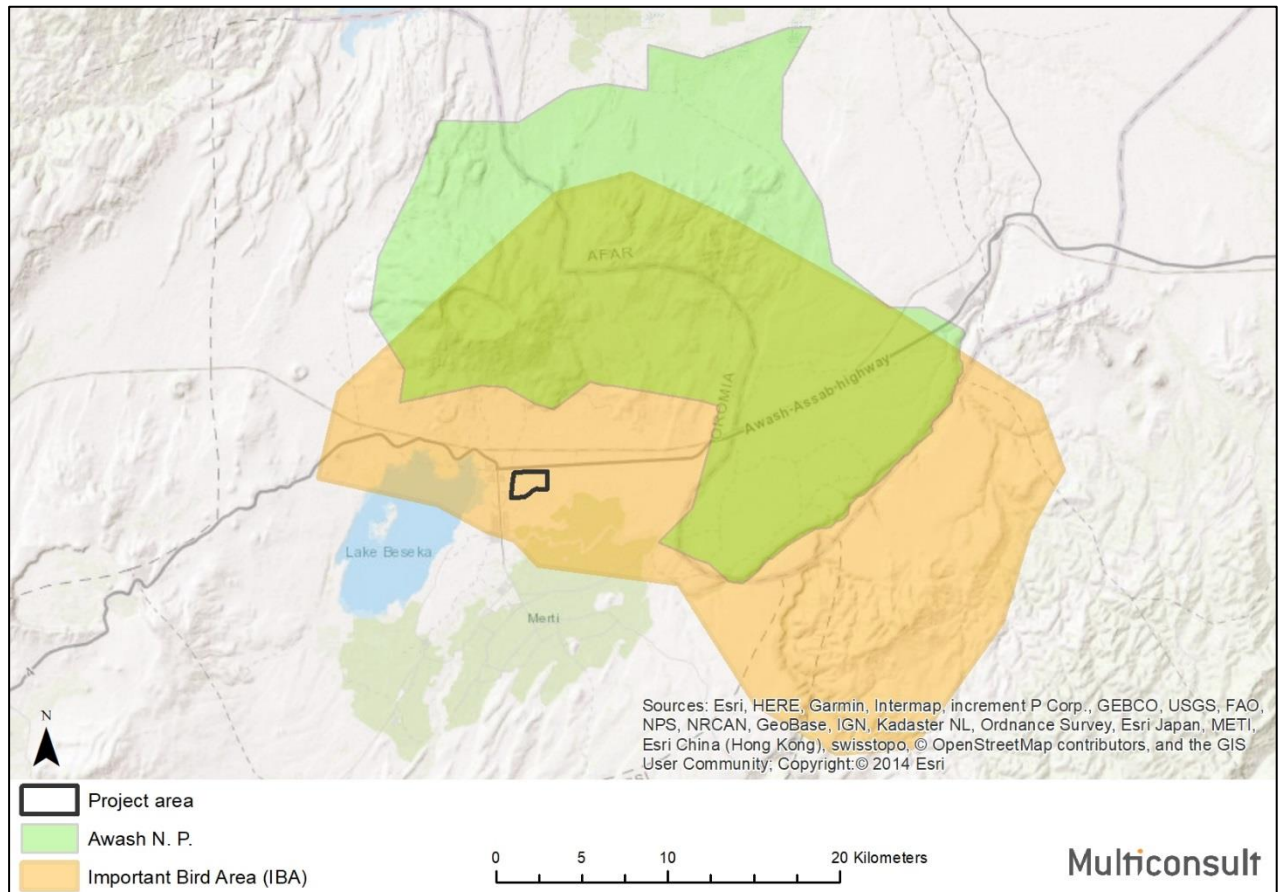 AFAR
OROMIA
Awash-Assab-highway
Lake Beseka
Merti
Sources: Esri, HERE, Garmin, Intermap, increment P Corp., GEBCO, USGS, FAO,
NPS, NRCAN, GeoBase, IGN, Kadaster NL, Ordnance Survey, Esri Japan, METI,
Esri China (Hong Kong), swisstopo, © OpenStreetMap contributors, and the GIS
User Community; Copyright:© 2014 Esri
N
Project area
Awash N. P.
Important Bird Area (IBA)
0 5 10 20 Kilometers
Multiconsult